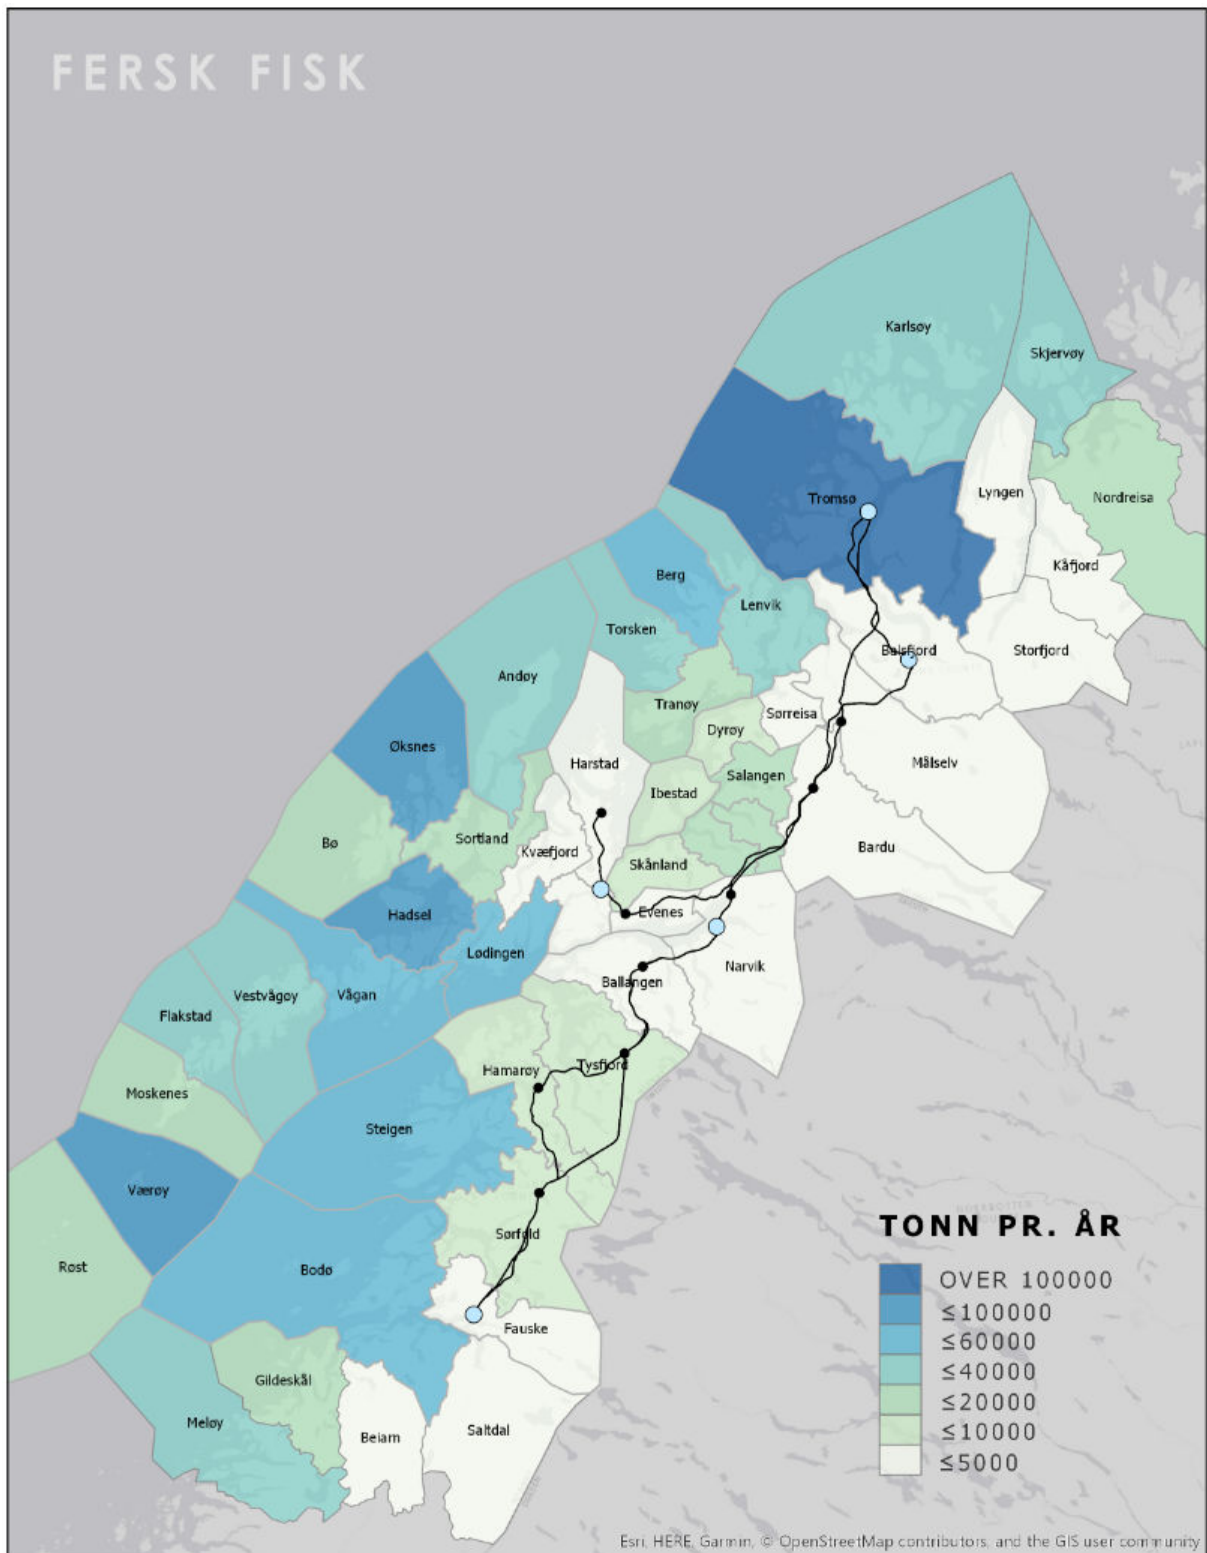 FERSK FISK
Karlsøy
Skjervøy
Tromsø
Lyngen
Nordreisa
Kåfjord
Berg
Lenvik
Torsken
Balsfjord
Storfjord
Andøy
Tranøy
Sørreisa
Dyrøy
Øksnes
Harstad
Målselv
Salangen
Ibestad
Bø
Sortland
Kvæfjord
Bardu
Skånland
Hadsel
Evenes
Lødingen
Narvik
Vestvågøy
Vågan
Ballangen
Flakstad
Hamarøy
Tysfjord
Moskenes
Steigen
Værøy
Sørfold
Røst
Bodø
Fauske
Gildeskål
Meløy
Beiarn
Saltdal
TONN PR. ÅR
OVER 100000
≤100000
≤60000
≤40000
≤20000
≤10000
≤5000
Esri, HERE, Garmin, © OpenStreetMap contributors, and the GIS user community